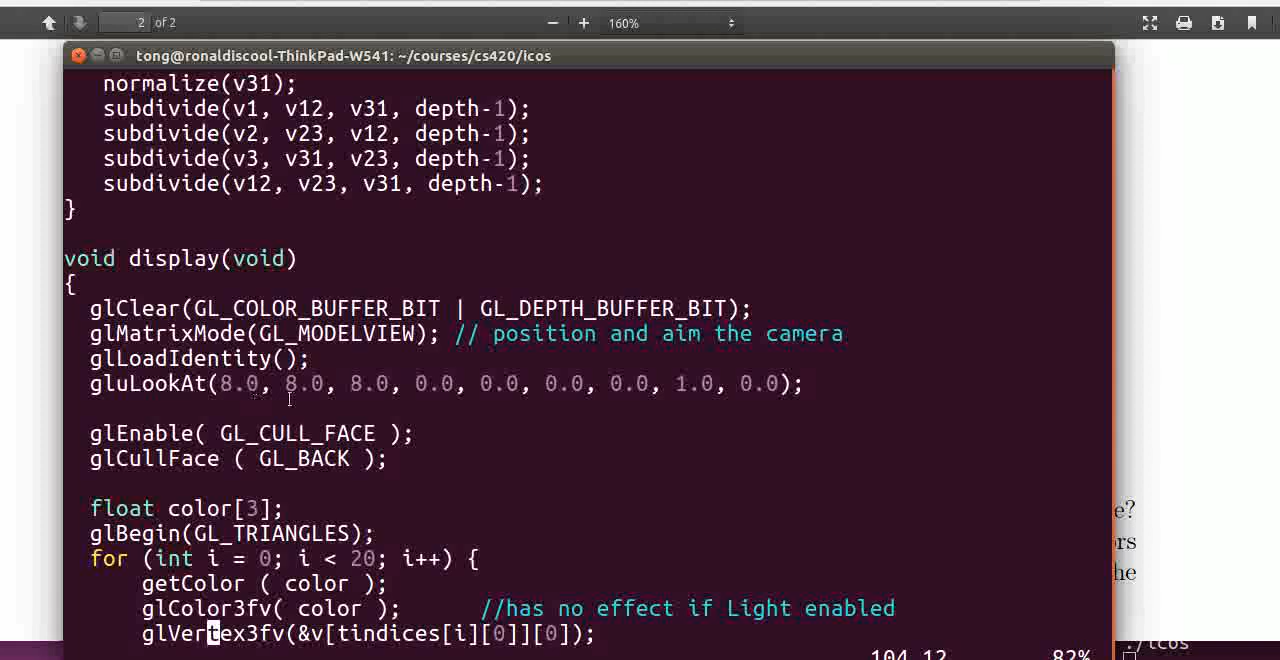 2 of 2
160%
tong@ronaldiscool-ThinkPad-W541: ~/courses/cs420/icos
normalize(v31);
subdivide(v1, v12, v31, depth-1);
subdivide(v2, v23, v12, depth-1);
subdivide(v3, v31, v23, depth-1);
subdivide(v12, v23, v31, depth-1);
}
void display(void)
{
glClear(GL_COLOR_BUFFER_BIT | GL_DEPTH_BUFFER_BIT);
glMatrixMode(GL_MODELVIEW); // position and aim the camera
glLoadIdentity();
gluLookAt(8.0, 8.0, 8.0, 0.0, 0.0, 0.0, 0.0, 1.0, 0.0);
glEnable( GL_CULL_FACE );
glCullFace ( GL_BACK );
float color[3];
e?
glBegin(GL_TRIANGLES);
ors
for (int i = 0; i < 20; i++) {
he
getColor ( color );
glColor3fv( color ); //has no effect if Light enabled
glVertex3fv(&v[tindices[i][0]][0]);
./icos
104,12 82%